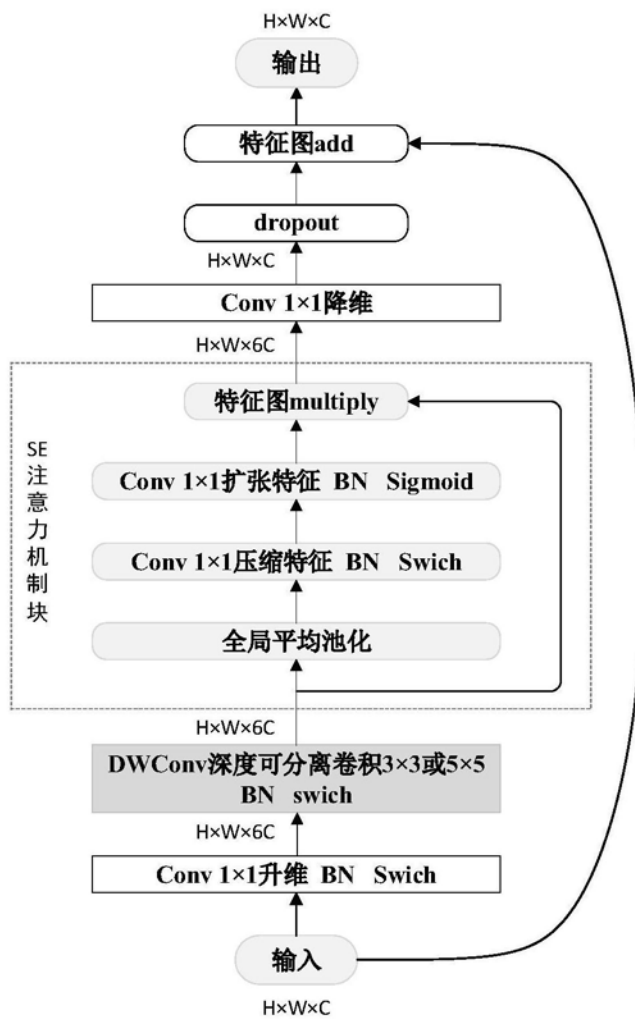 H×W×C
输出
特征图add
dropout
H×W×C
Conv 1×1降维
H×W×6C
特征图multiply
SE
注
意
力
机
制
块
Conv 1×1扩张特征 BN Sigmoid
Conv 1×1压缩特征 BN Swich
全局平均池化
H×W×6C
DWConv深度可分离卷积3×3或5×5
BN swich
H×W×6C
Conv 1×1升维 BN Swich
输入
H×W×C